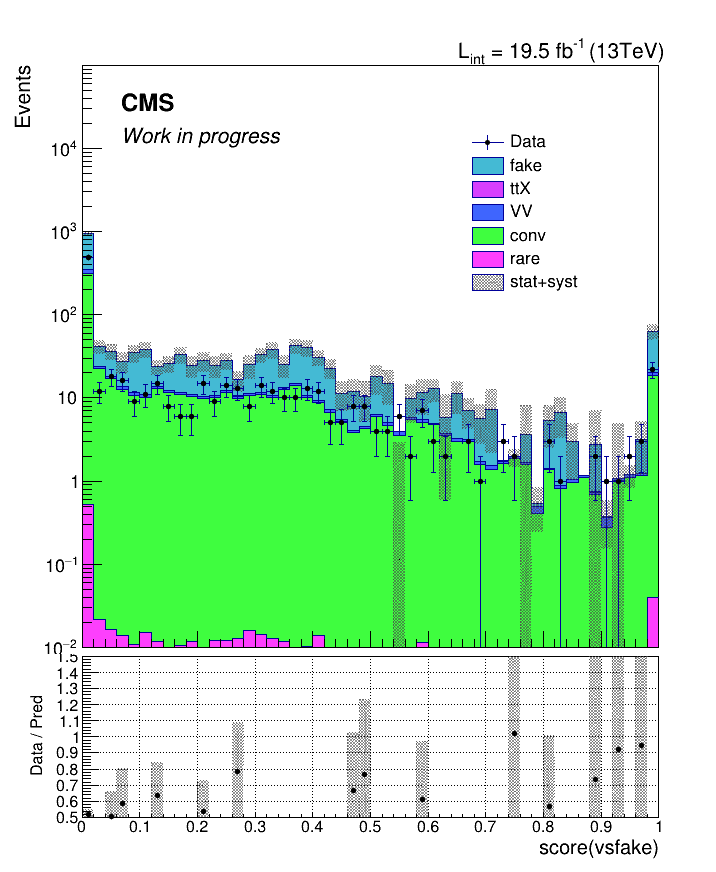 L_int = 19.5 fb^-1 (13TeV)
Events
CMS
Work in progress
Data
fake
ttX
VV
conv
rare
stat+syst
10^4
10^3
10^2
10
1
10^-1
10^-2
Data / Pred
1.5
1.4
1.3
1.2
1.1
1
0.9
0.8
0.7
0.6
0.5
0 0.1 0.2 0.3 0.4 0.5 0.6 0.7 0.8 0.9 1
score(vsfake)